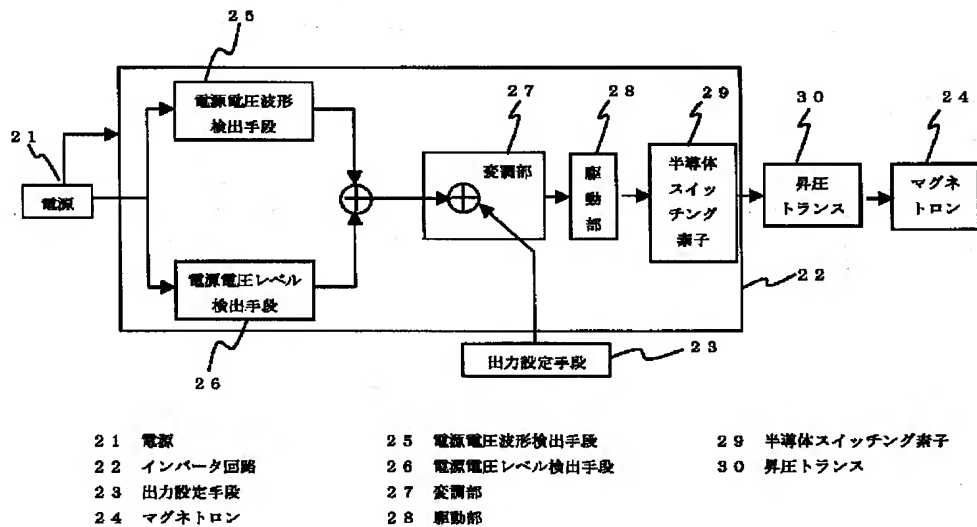 25
電源電圧波形
検出手段
21
電源
電源電圧レベル
検出手段
26
27
変調部
28
駆
動
部
29
半導体
スイッ
チング
素子
30
昇圧
トランス
24
マグネ
トロン
22
出力設定手段
23
21 電源
22 インバータ回路
23 出力設定手段
24 マグネトロン
25 電源電圧波形検出手段
26 電源電圧レベル検出手段
27 変調部
28 駆動部
29 半導体スイッチング素子
30 昇圧トランス